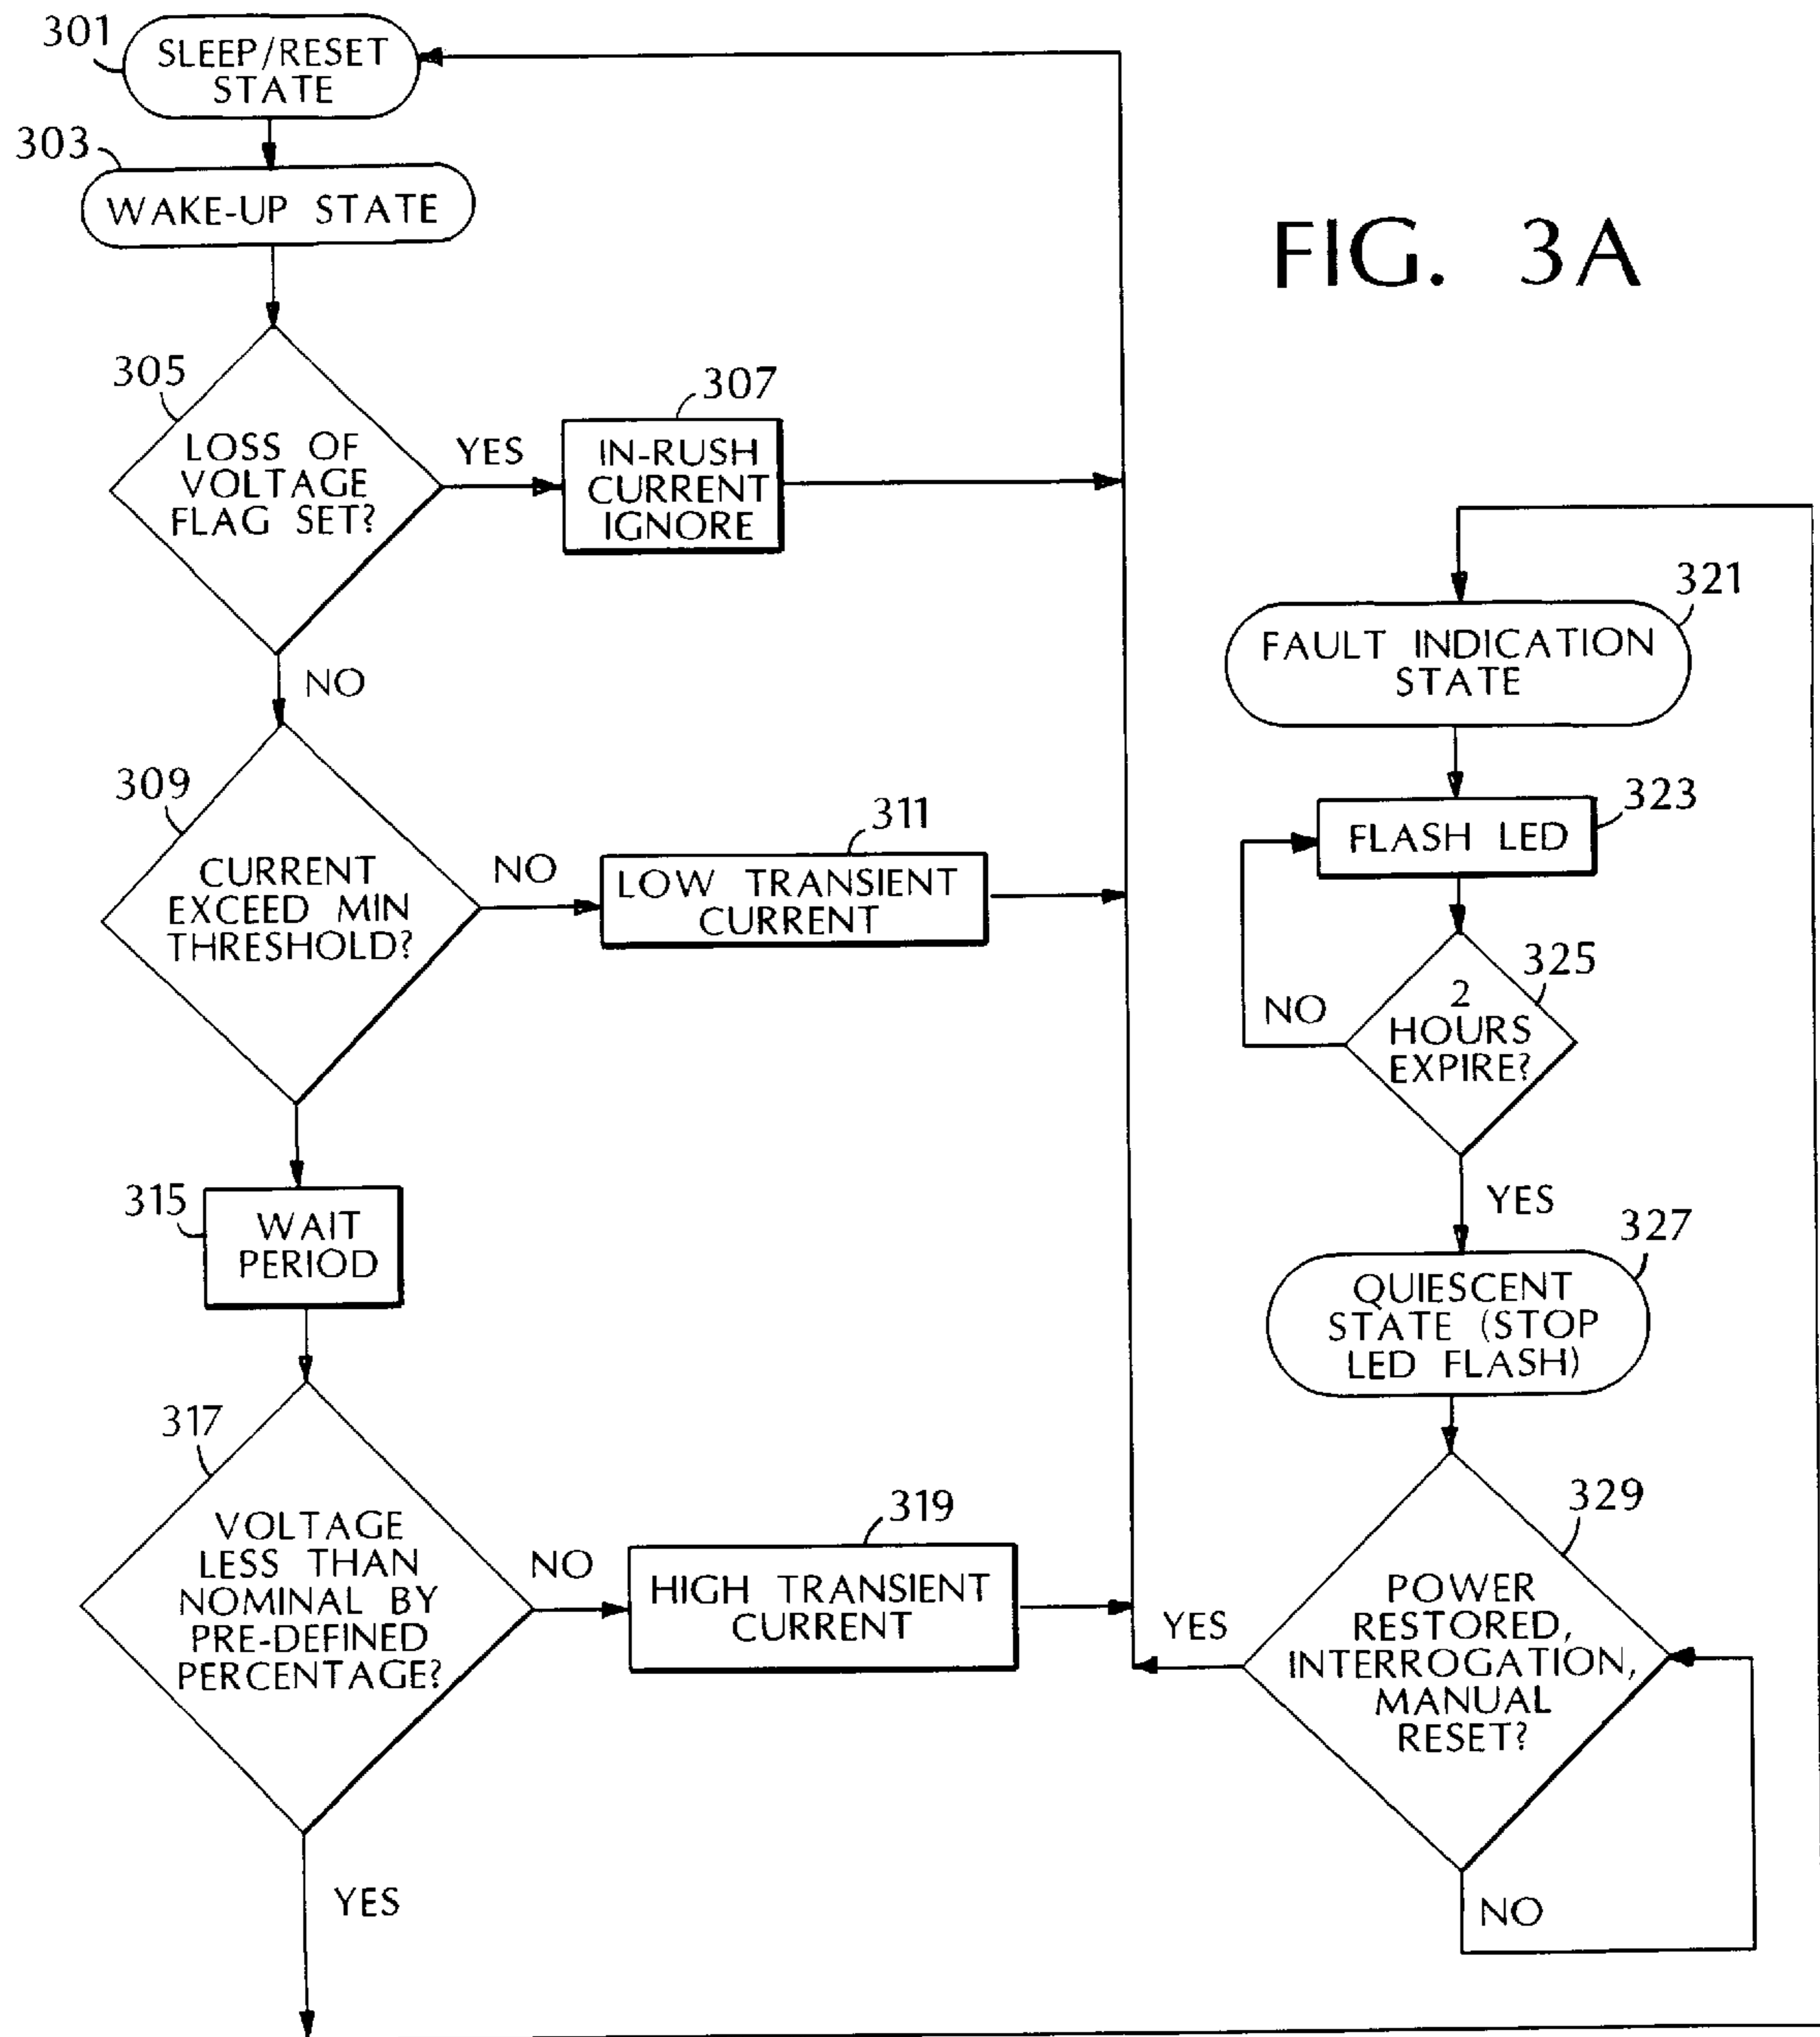 301
SLEEP/RESET
STATE
303
WAKE-UP STATE
FIG. 3A
305
LOSS OF
VOLTAGE
FLAG SET?
YES
307
IN-RUSH
CURRENT
IGNORE
NO
309
CURRENT
EXCEED MIN
THRESHOLD?
NO
311
LOW TRANSIENT
CURRENT
315
WAIT
PERIOD
317
VOLTAGE
LESS THAN
NOMINAL BY
PRE-DEFINED
PERCENTAGE?
NO
319
HIGH TRANSIENT
CURRENT
YES
321
FAULT INDICATION
STATE
323
FLASH LED
325
2
HOURS
EXPIRE?
NO
YES
327
QUIESCENT
STATE (STOP
LED FLASH)
329
POWER
RESTORED,
INTERROGATION,
MANUAL
RESET?
YES
NO